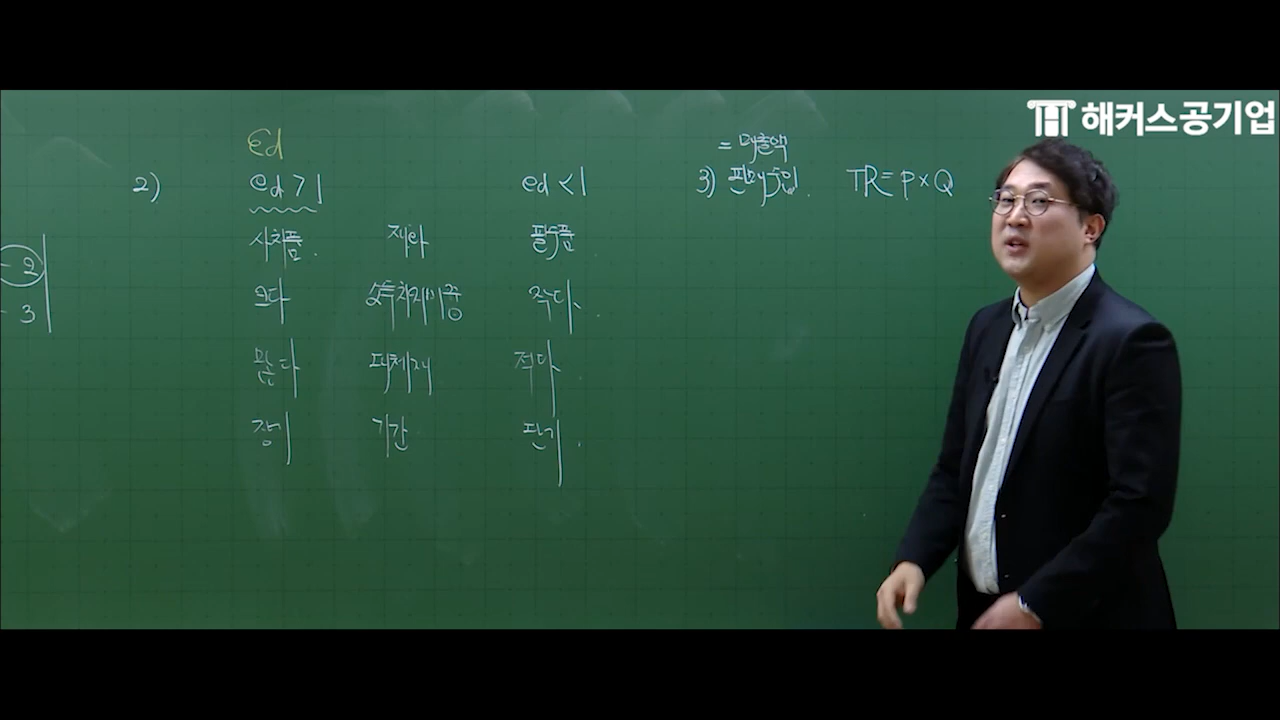 해커스공기업
- 2
- 3
Ed
2) ed > 1 ed < 1
사치품. 재화 필수품
크다 소득차지비중 작다.
많다 대체재 적다
장기 기간 단기.
= 매출액
3) 판매수입. TR = P × Q